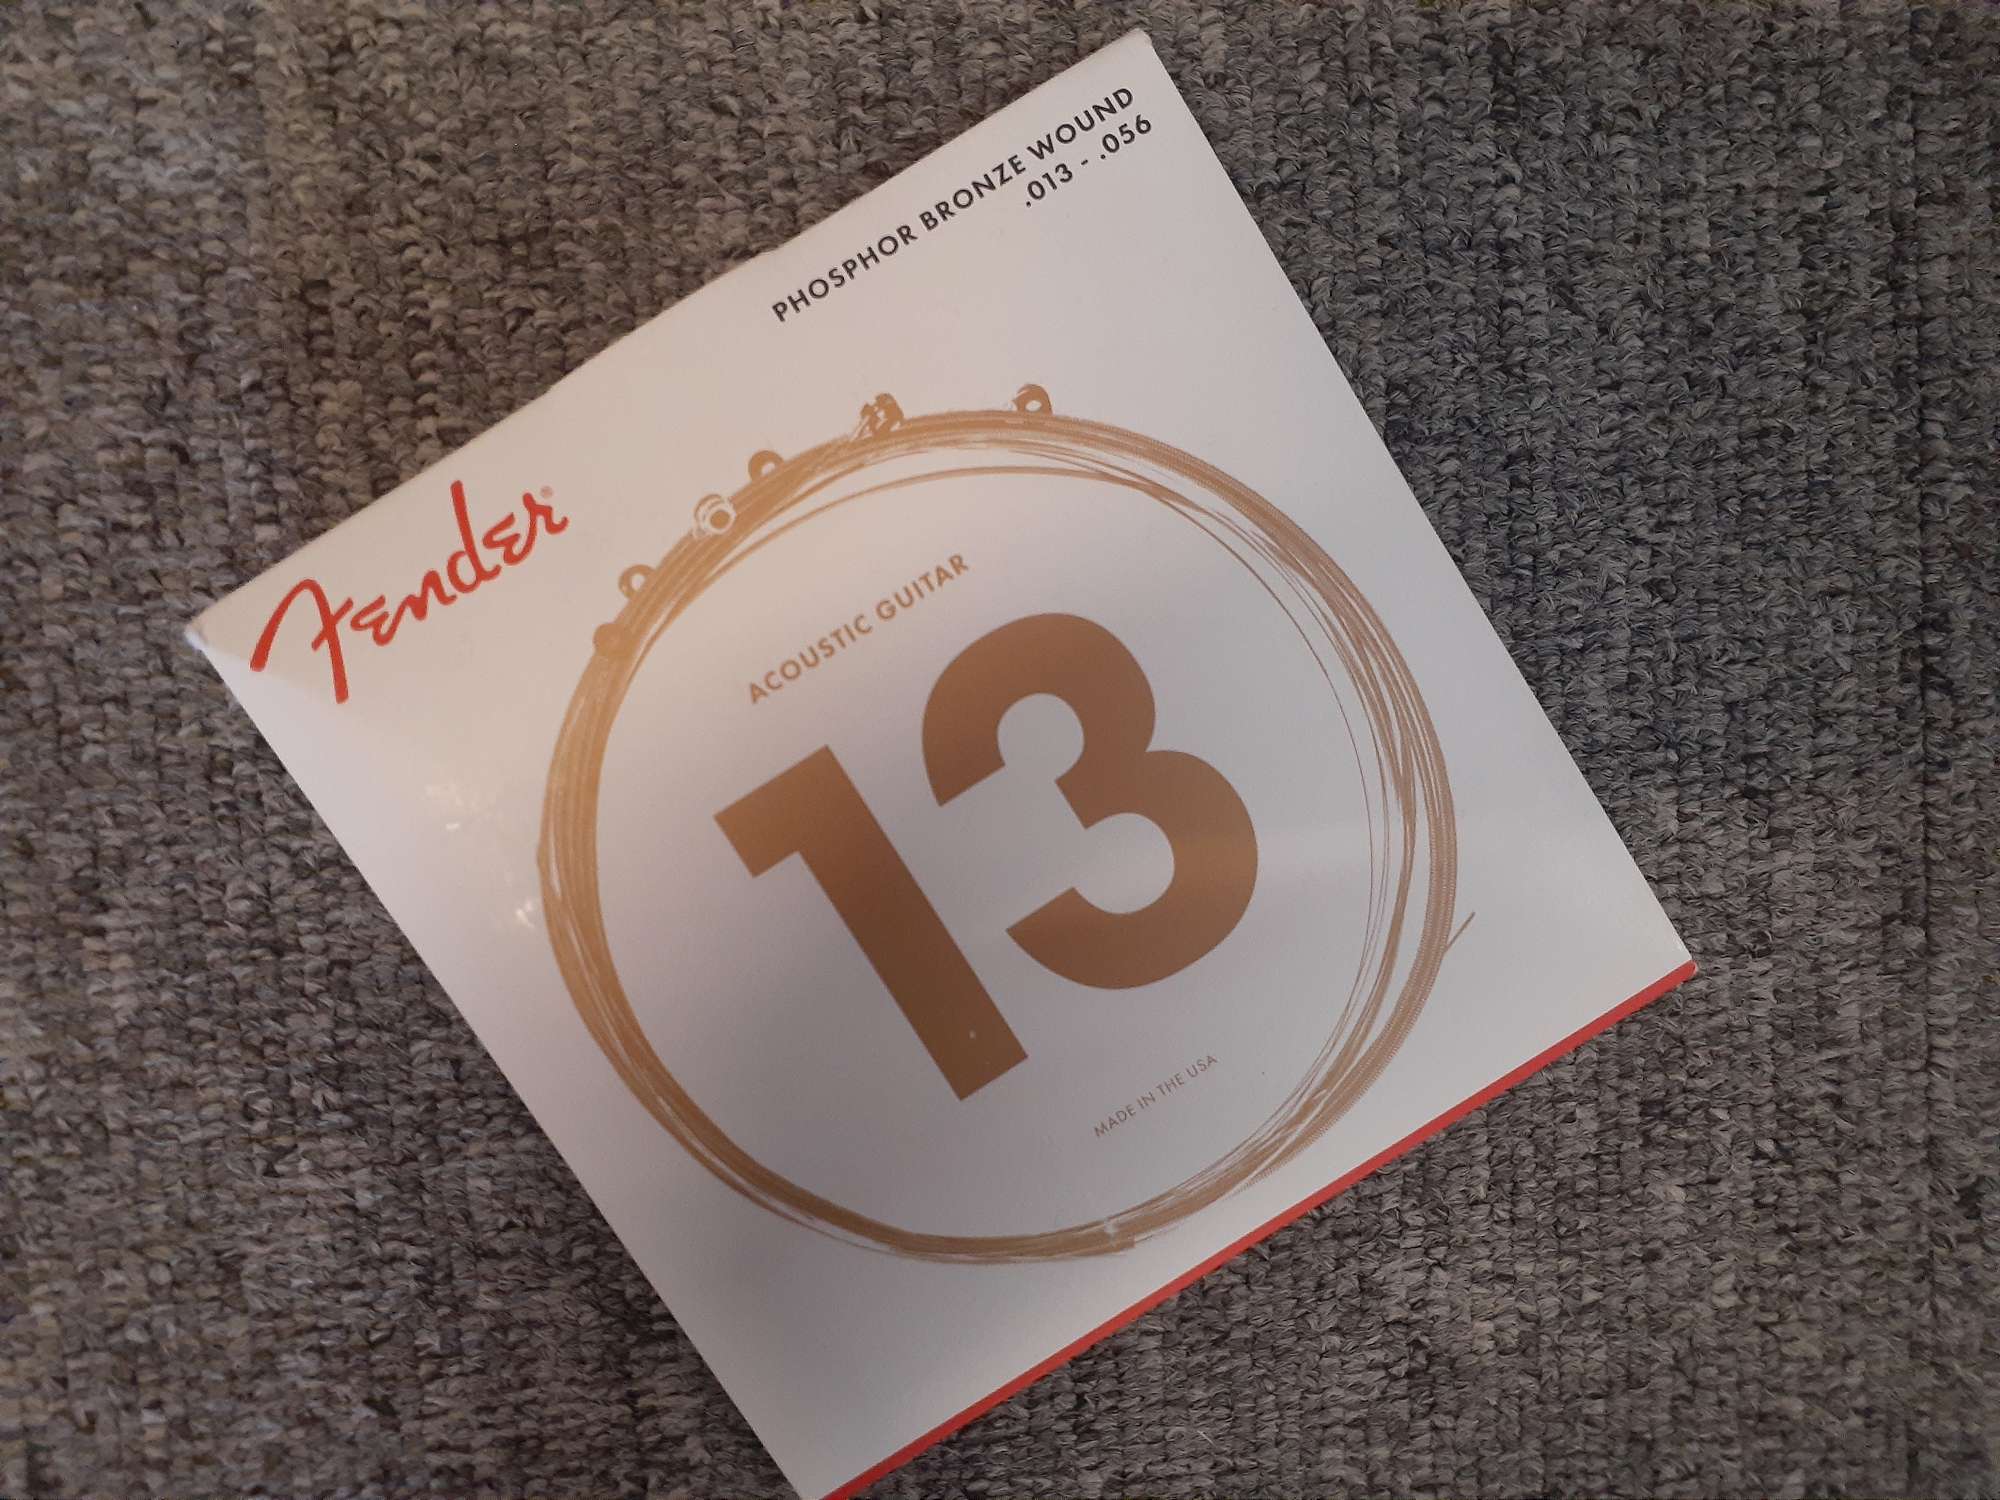 PHOSPHOR BRONZE WOUND
.013 - .056
Fender®
ACOUSTIC GUITAR
13
MADE IN THE USA